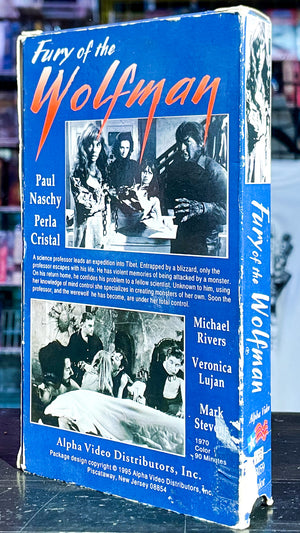 Fury of the
Wolfman
Paul
Naschy
Perla
Cristal
A science professor leads an expedition into Tibet. Entrapped by a blizzard, only the
professor escapes with his life. He has violent memories of being attacked by a monster.
On his return home, he confides his problem to a fellow scientist. Unknown to him, using
her knowledge of mind control she specializes in creating monsters of her own. Soon the
professor, and the werewolf he has become, are under her total control.
Michael
Rivers
Veronica
Lujan
Mark
Steve
1970
Color
90 Minutes
Alpha Video Distributors, Inc.
Package design copyright © 1995 Alpha Video Distributors, Inc.
Piscataway, New Jersey 08854
Fury of the Wolfman
Alpha Video